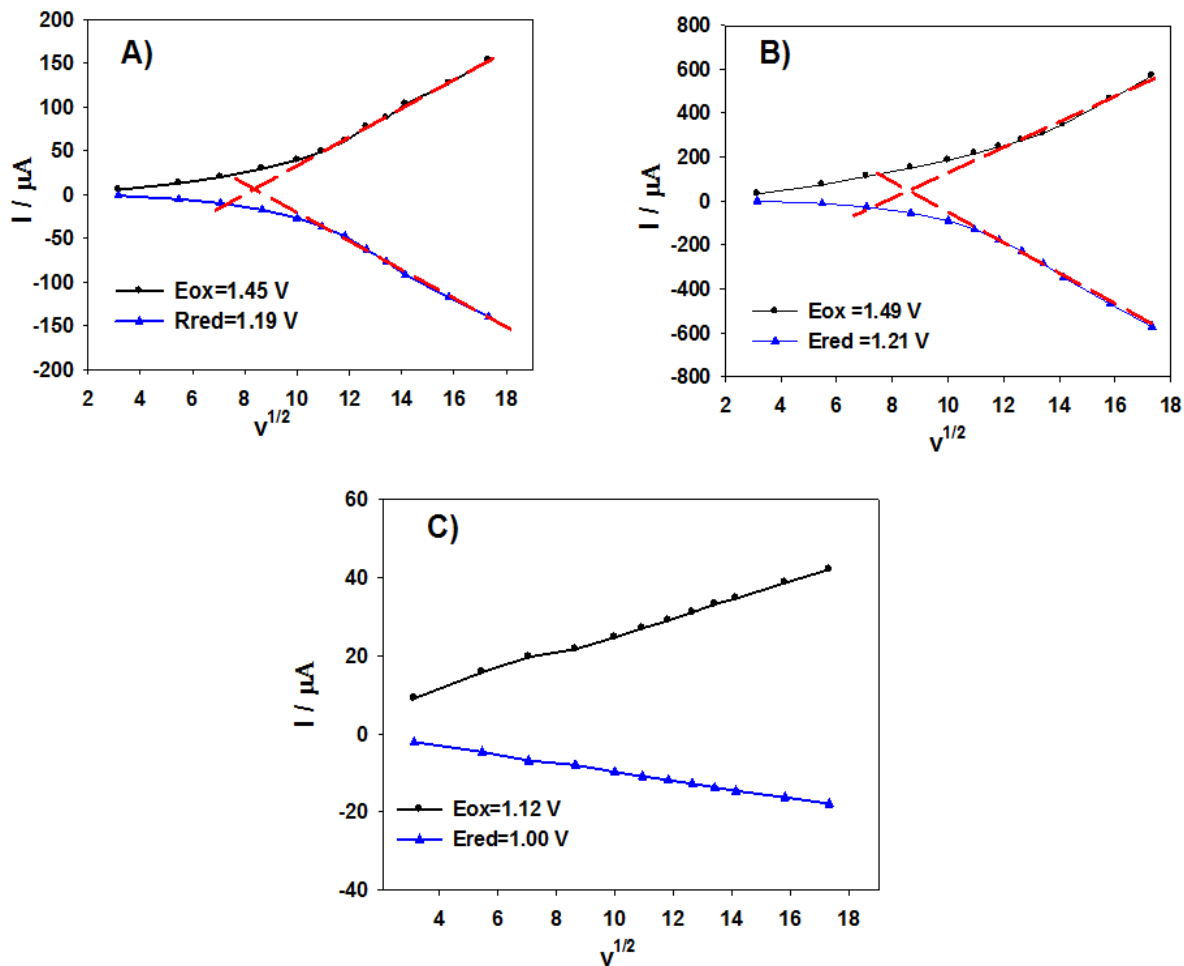 A)
200
150
100
50
0
-50
-100
-150
-200
I / µA
Eox=1.45 V
Rred=1.19 V
2 4 6 8 10 12 14 16 18
v^1/2
B)
800
600
400
200
0
-200
-400
-600
-800
I / µA
Eox =1.49 V
Ered =1.21 V
2 4 6 8 10 12 14 16 18
v^1/2
C)
60
40
20
0
-20
-40
I / µA
Eox=1.12 V
Ered=1.00 V
4 6 8 10 12 14 16 18
v^1/2